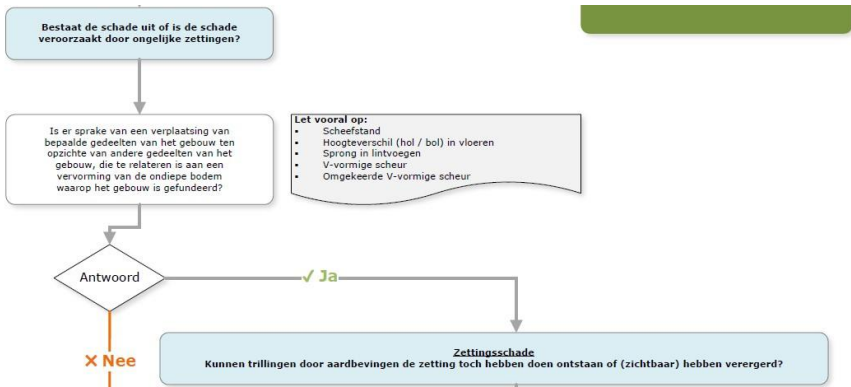 Bestaat de schade uit of is de schade
veroorzaakt door ongelijke zettingen?
Is er sprake van een verplaatsing van
bepaalde gedeelten van het gebouw ten
opzichte van andere gedeelten van het
gebouw, die te relateren is aan een
vervorming van de ondiepe bodem
waarop het gebouw is gefundeerd?
Let vooral op:
• Scheefstand
• Hoogteverschil (hol / bol) in vloeren
• Sprong in lintvoegen
• V-vormige scheur
• Omgekeerde V-vormige scheur
Antwoord
✓ Ja
✕ Nee
Zettingsschade
Kunnen trillingen door aardbevingen de zetting toch hebben doen ontstaan of (zichtbaar) hebben verergerd?